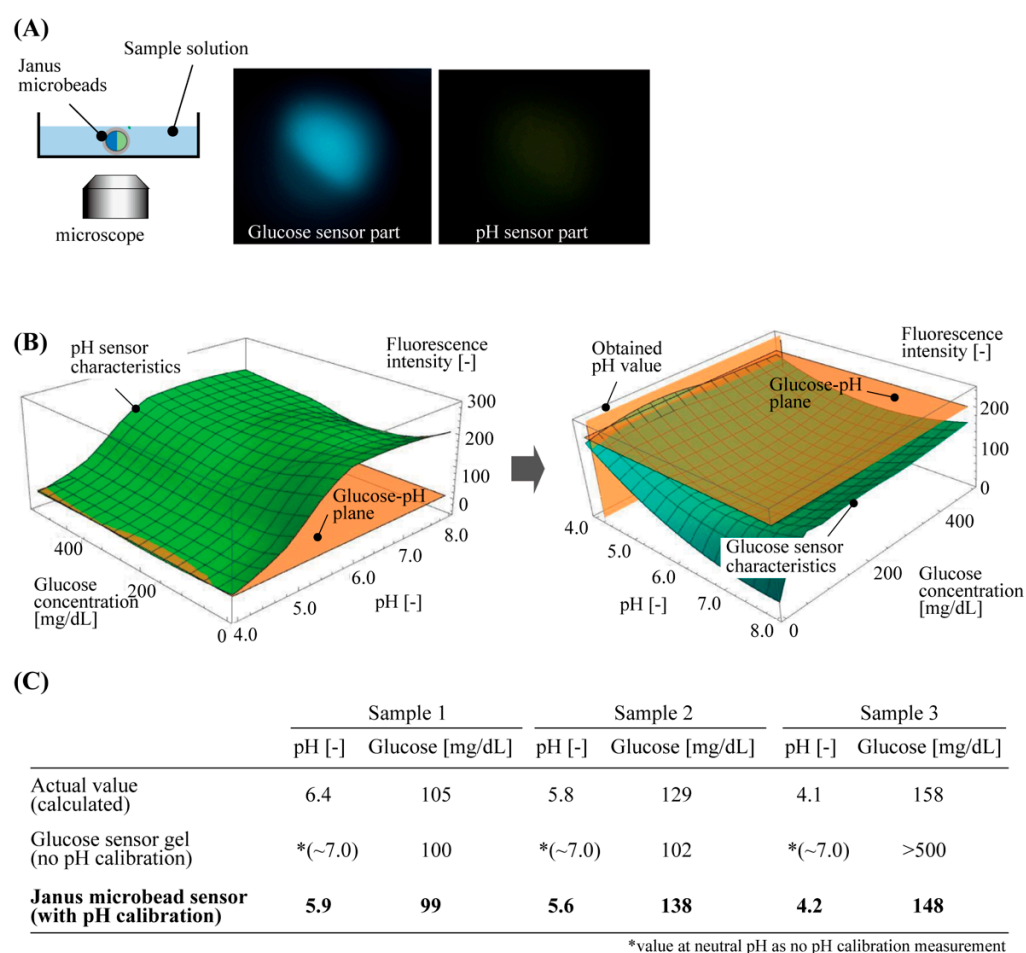 (A)
Sample solution
Janus
microbeads
microscope
Glucose sensor part
pH sensor part
(B)
pH sensor
characteristics
Fluorescence
intensity [-]
300
200
100
0
Glucose-pH
plane
8.0
7.0
6.0
5.0
4.0
pH [-]
400
200
0
Glucose
concentration
[mg/dL]
Obtained
pH value
Fluorescence
intensity [-]
Glucose-pH
plane
200
100
0
4.0
5.0
6.0
7.0
8.0
pH [-]
400
200
0
Glucose sensor
characteristics
Glucose
concentration
[mg/dL]
(C)
Sample 1 Sample 2 Sample 3
pH [-] Glucose [mg/dL] pH [-] Glucose [mg/dL] pH [-] Glucose [mg/dL]
Actual value
(calculated) 6.4 105 5.8 129 4.1 158
Glucose sensor gel
(no pH calibration) *(~7.0) 100 *(~7.0) 102 *(~7.0) >500
Janus microbead sensor
(with pH calibration) 5.9 99 5.6 138 4.2 148
*value at neutral pH as no pH calibration measurement